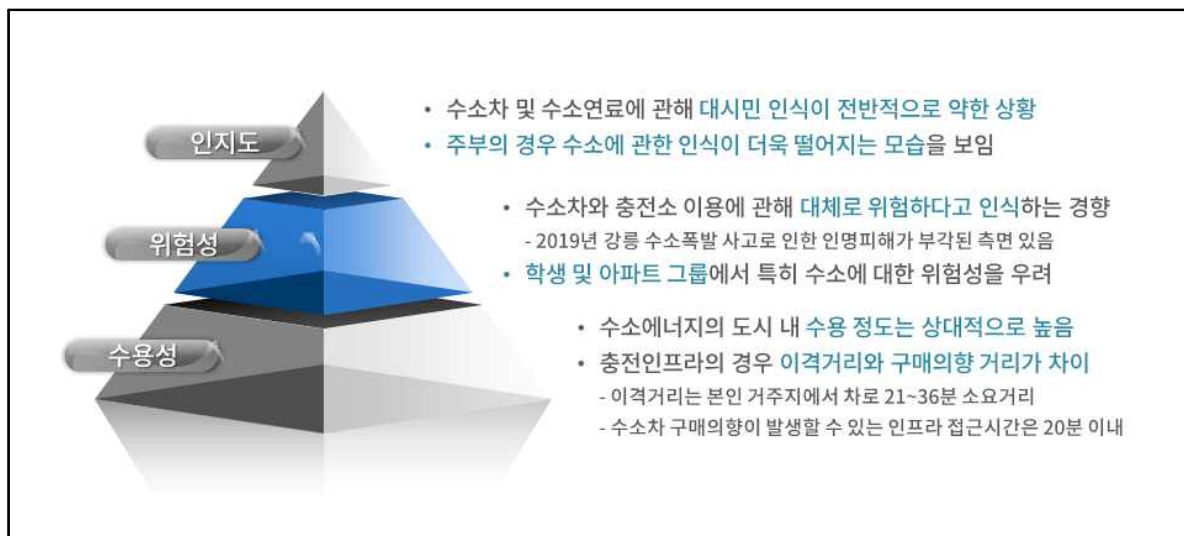 인지도
• 수소차 및 수소연료에 관해 대시민 인식이 전반적으로 약한 상황
• 주부의 경우 수소에 관한 인식이 더욱 떨어지는 모습을 보임
위험성
• 수소차와 충전소 이용에 관해 대체로 위험하다고 인식하는 경향
- 2019년 강릉 수소폭발 사고로 인한 인명피해가 부각된 측면 있음
• 학생 및 아파트 그룹에서 특히 수소에 대한 위험성을 우려
수용성
• 수소에너지의 도시 내 수용 정도는 상대적으로 높음
• 충전인프라의 경우 이격거리와 구매의향 거리가 차이
- 이격거리는 본인 거주지에서 차로 21~36분 소요거리
- 수소차 구매의향이 발생할 수 있는 인프라 접근시간은 20분 이내